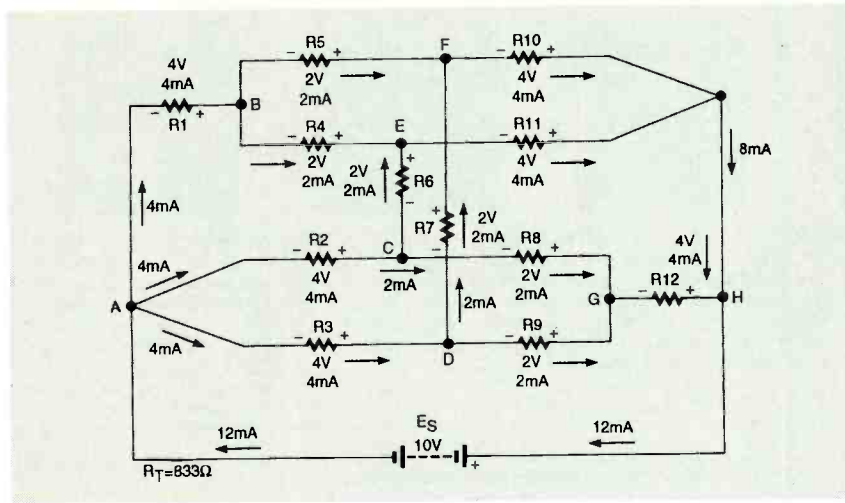 R5
F
R10
4V
4mA
- +
- +
2V
2mA
4V
4mA
- +
R1
B
R4
E
R11
- +
- +
2V
2mA
4V
4mA
8mA
2V
2mA
+
-
R6
4mA
R7
+
-
2V
2mA
R2
C
R8
4mA
- +
- +
4V
4mA
2mA
2V
2mA
4V
4mA
R12
A
2mA
G
- +
H
R3
R9
4mA
- +
- +
4V
4mA
D
2V
2mA
ES
12mA
10V
12mA
+
RT=833Ω